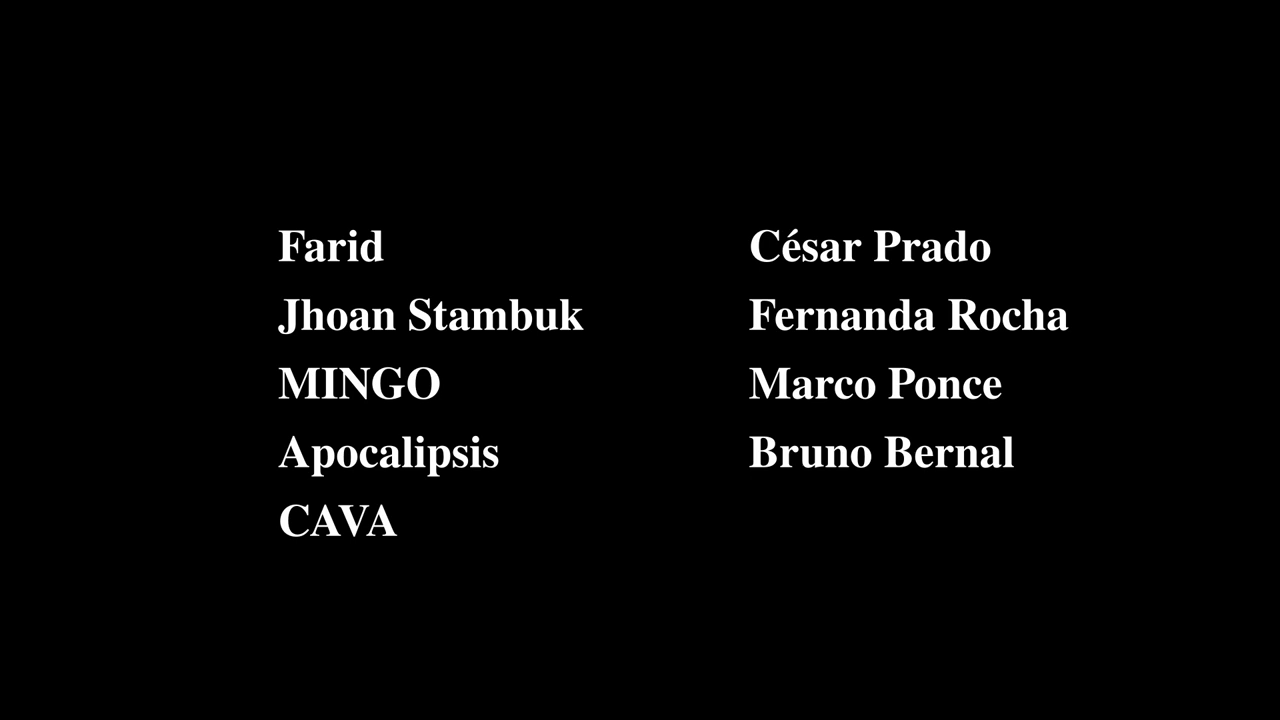 Farid
Jhoan Stambuk
MINGO
Apocalipsis
CAVA
César Prado
Fernanda Rocha
Marco Ponce
Bruno Bernal